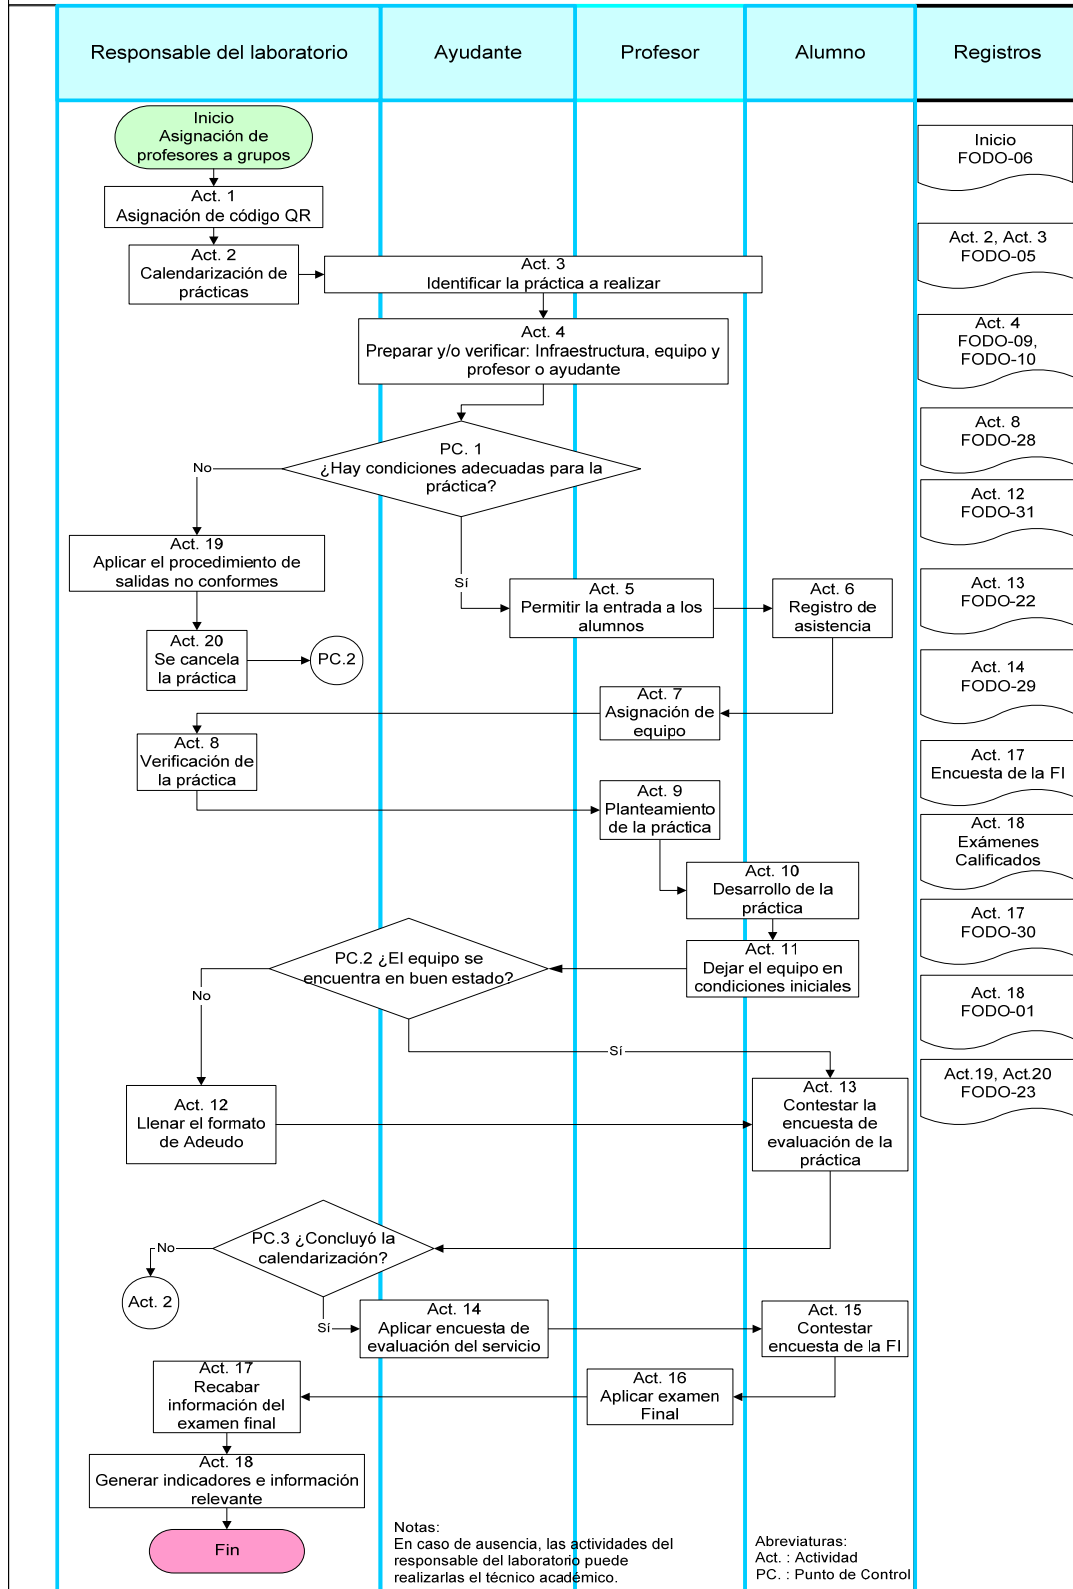 Responsable del laboratorio
Ayudante
Profesor
Alumno
Registros
Inicio
Asignación de
profesores a grupos
Inicio
FODO-06
Act. 1
Asignación de código QR
Act. 2
Calendarización de
prácticas
Act. 3
Identificar la práctica a realizar
Act. 2, Act. 3
FODO-05
Act. 4
Preparar y/o verificar: Infraestructura, equipo y
profesor o ayudante
Act. 4
FODO-09,
FODO-10
PC. 1
¿Hay condiciones adecuadas para la
práctica?
No
Sí
Act. 8
FODO-28
Act. 12
FODO-31
Act. 19
Aplicar el procedimiento de
salidas no conformes
Act. 5
Permitir la entrada a los
alumnos
Act. 6
Registro de
asistencia
Act. 13
FODO-22
Act. 20
Se cancela
la práctica
PC.2
Act. 14
FODO-29
Act. 7
Asignación de
equipo
Act. 8
Verificación de
la práctica
Act. 17
Encuesta de la FI
Act. 9
Planteamiento
de la práctica
Act. 18
Exámenes
Calificados
Act. 10
Desarrollo de la
práctica
Act. 17
FODO-30
Act. 11
Dejar el equipo en
condiciones iniciales
PC.2 ¿El equipo se
encuentra en buen estado?
No
Sí
Act. 18
FODO-01
Act.19, Act.20
FODO-23
Act. 12
Llenar el formato
de Adeudo
Act. 13
Contestar la
encuesta de
evaluación de la
práctica
PC.3 ¿Concluyó la
calendarización?
No
Act. 2
Sí
Act. 14
Aplicar encuesta de
evaluación del servicio
Act. 15
Contestar
encuesta de la FI
Act. 16
Aplicar examen
Final
Act. 17
Recabar
información del
examen final
Act. 18
Generar indicadores e información
relevante
Fin
Notas:
En caso de ausencia, las actividades del
responsable del laboratorio puede
realizarlas el técnico académico.
Abreviaturas:
Act. : Actividad
PC. : Punto de Control